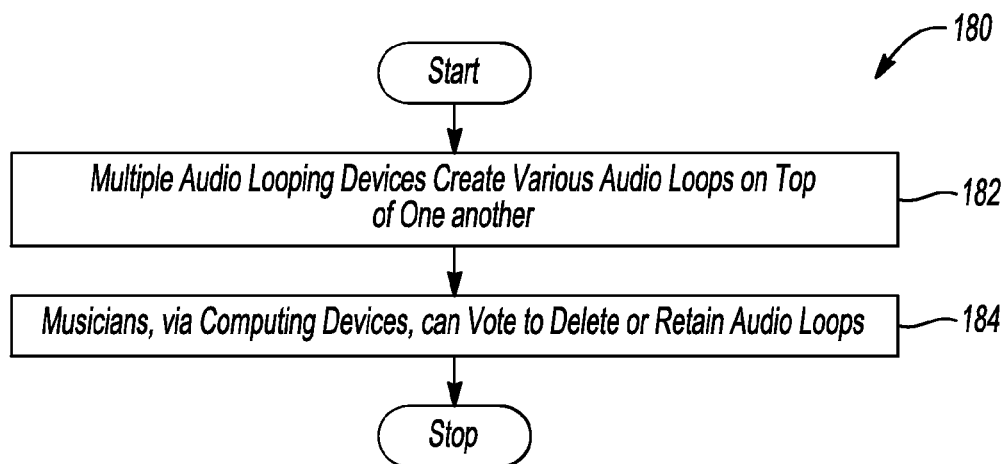 180
Start
Multiple Audio Looping Devices Create Various Audio Loops on Top
of One another
182
Musicians, via Computing Devices, can Vote to Delete or Retain Audio Loops
184
Stop